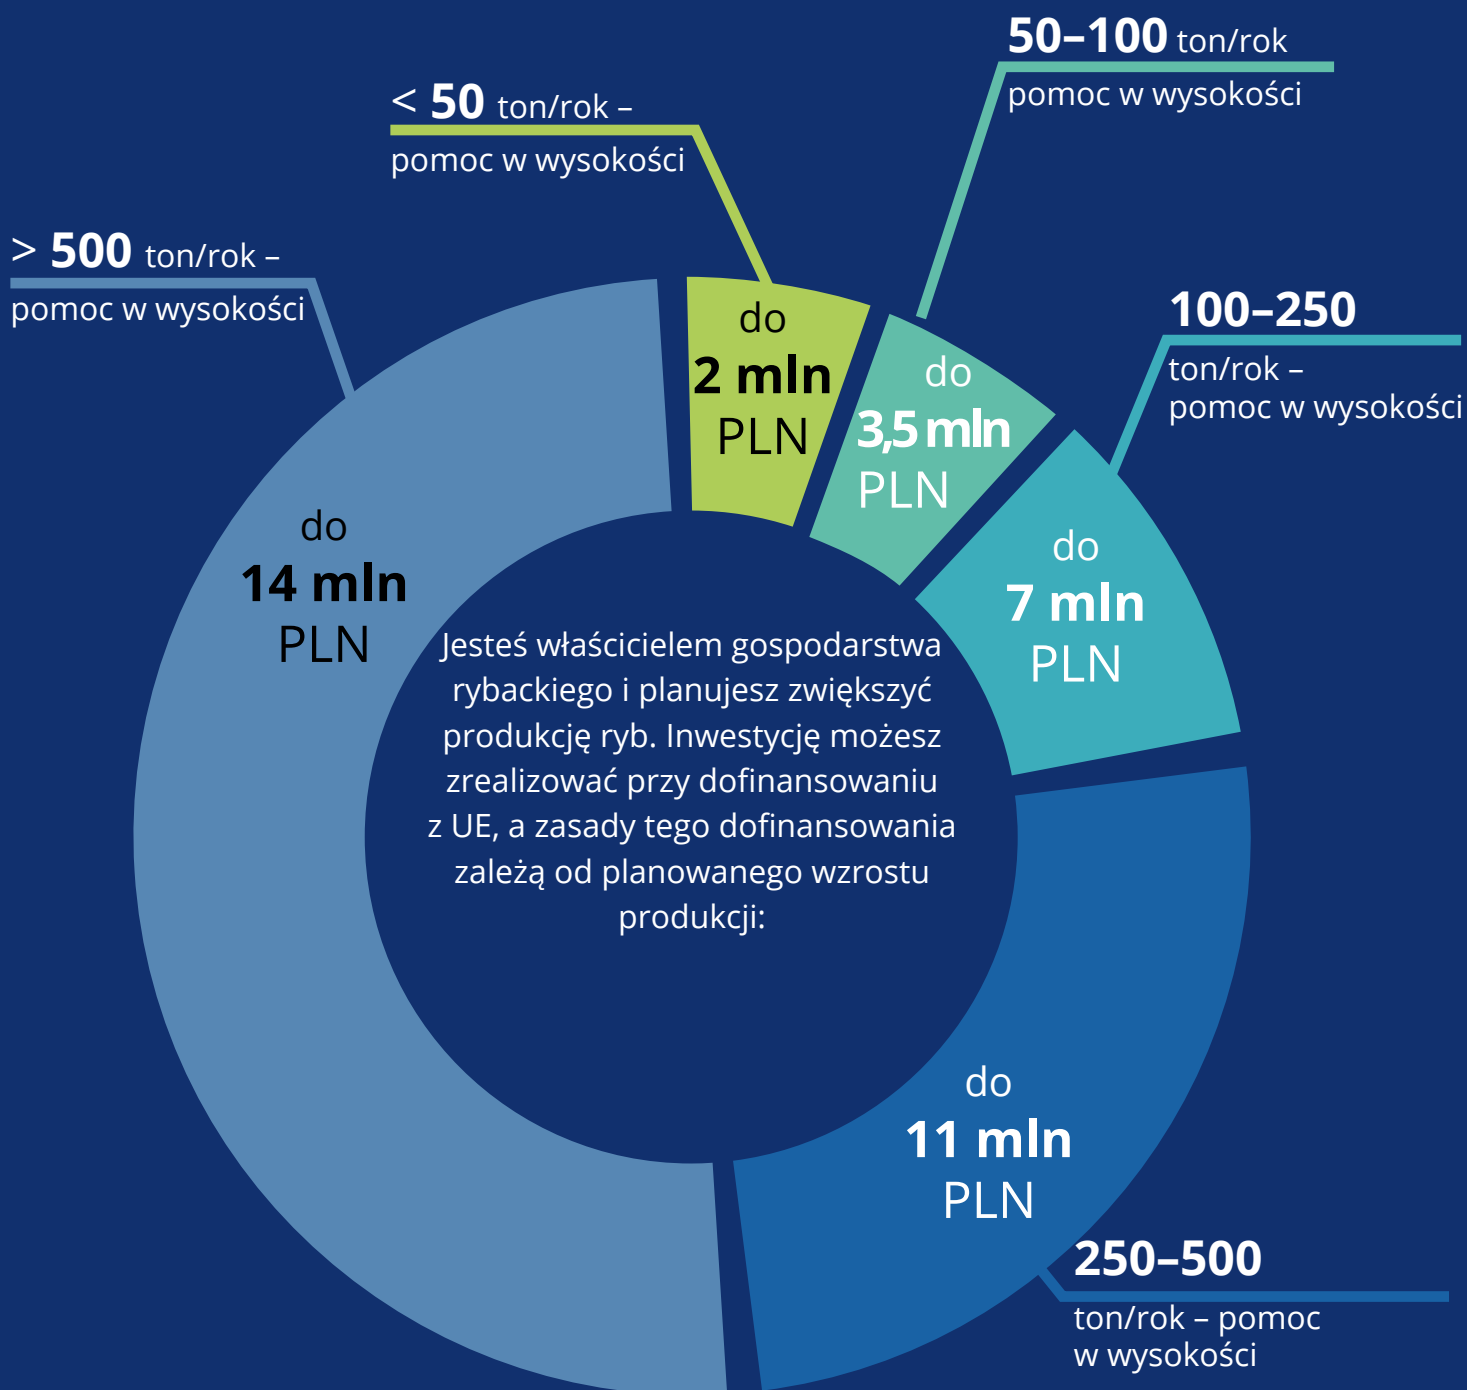 50–100 ton/rok
pomoc w wysokości
< 50 ton/rok –
pomoc w wysokości
> 500 ton/rok –
pomoc w wysokości
100–250
ton/rok –
pomoc w wysokości
do
2 mln
PLN
do
3,5 mln
PLN
do
7 mln
PLN
do
14 mln
PLN
Jesteś właścicielem gospodarstwa
rybackiego i planujesz zwiększyć
produkcję ryb. Inwestycję możesz
zrealizować przy dofinansowaniu
z UE, a zasady tego dofinansowania
zależą od planowanego wzrostu
produkcji:
do
11 mln
PLN
250–500
ton/rok – pomoc
w wysokości